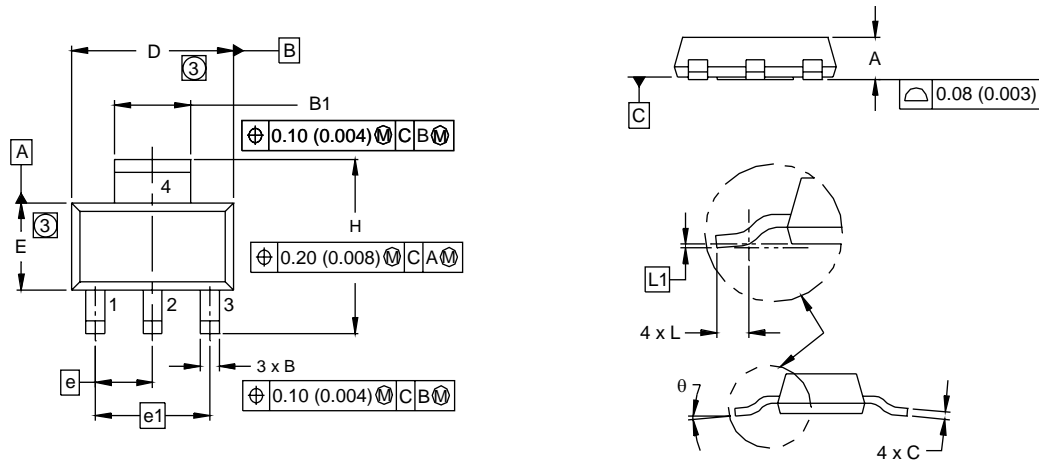 D
③
B
B1
⌖ 0.10 (0.004) Ⓜ C B Ⓜ
A
4
③
E
H
⌖ 0.20 (0.008) Ⓜ C A Ⓜ
1
2
3
e
3 x B
e1
⌖ 0.10 (0.004) Ⓜ C B Ⓜ
A
C
⌓ 0.08 (0.003)
L1
4 x L
θ
4 x C